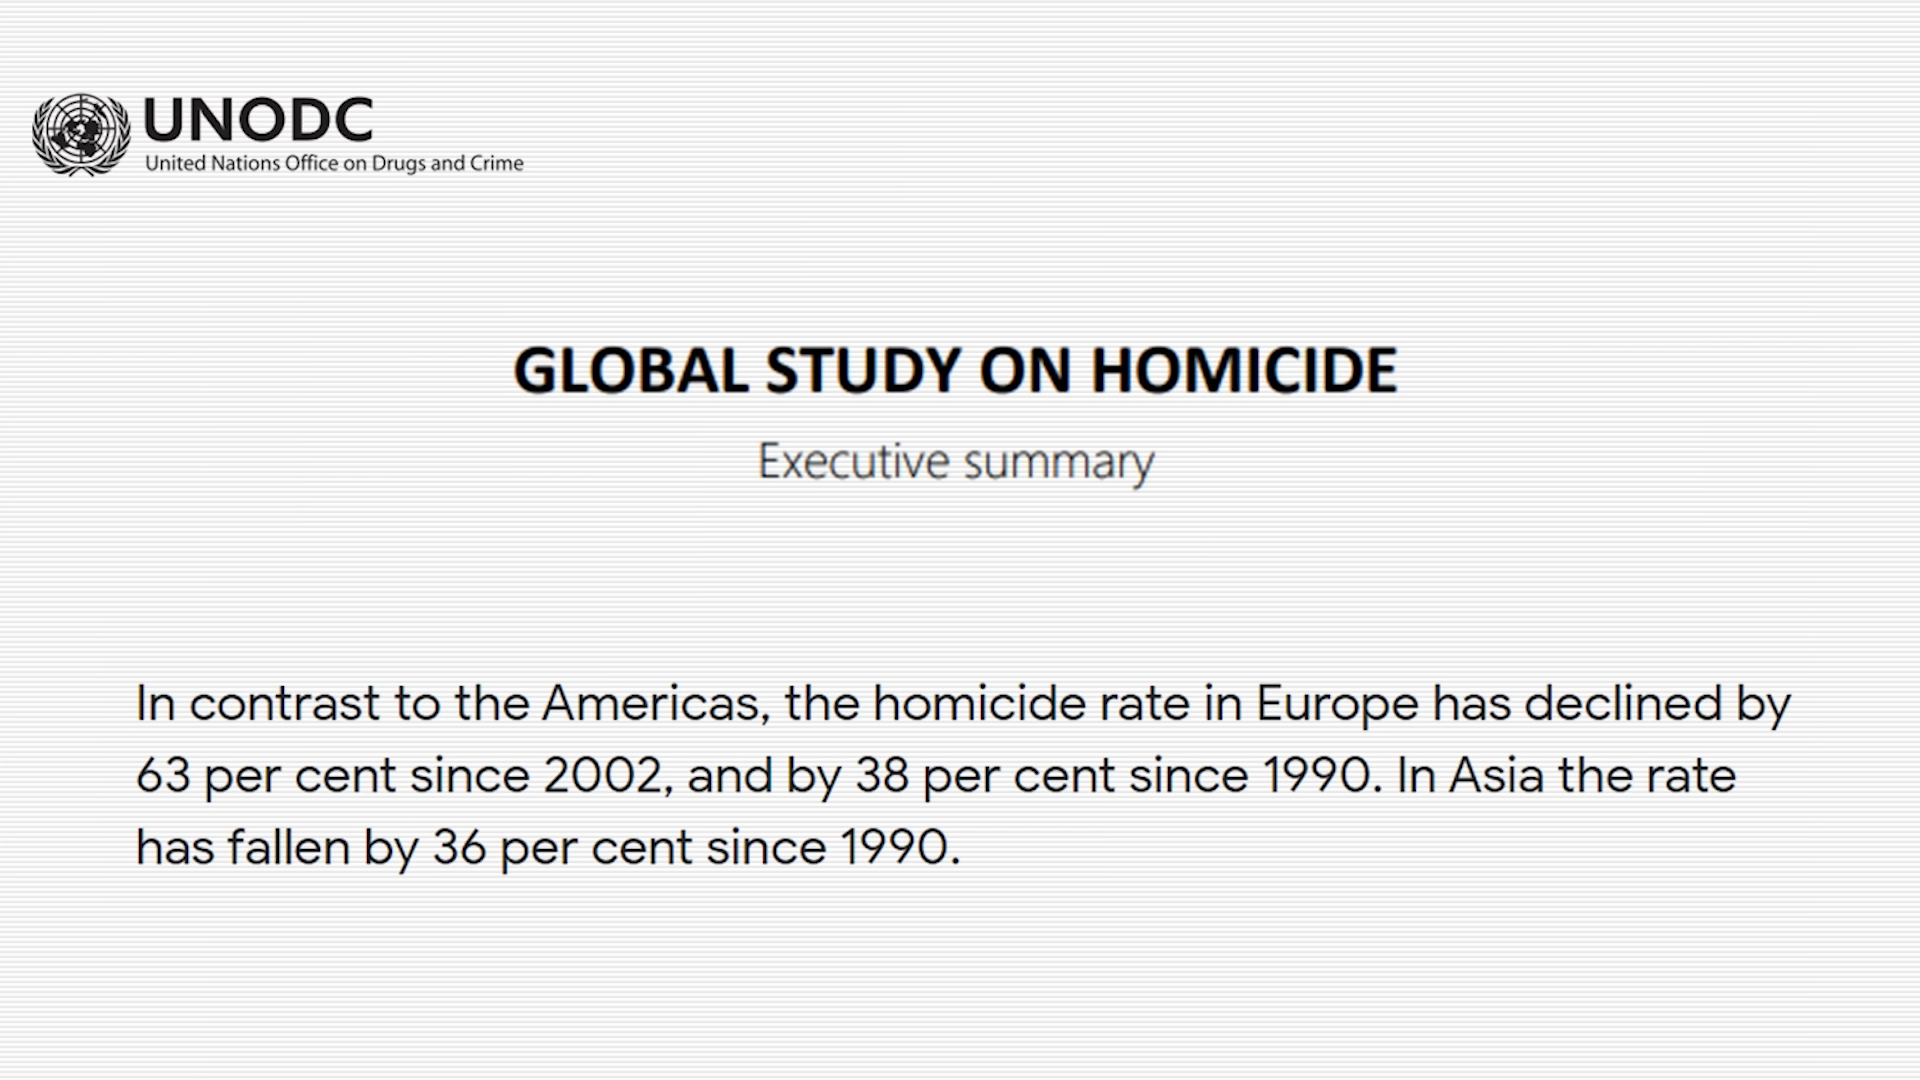 UNODC
United Nations Office on Drugs and Crime
GLOBAL STUDY ON HOMICIDE
Executive summary
In contrast to the Americas, the homicide rate in Europe has declined by
63 per cent since 2002, and by 38 per cent since 1990. In Asia the rate
has fallen by 36 per cent since 1990.